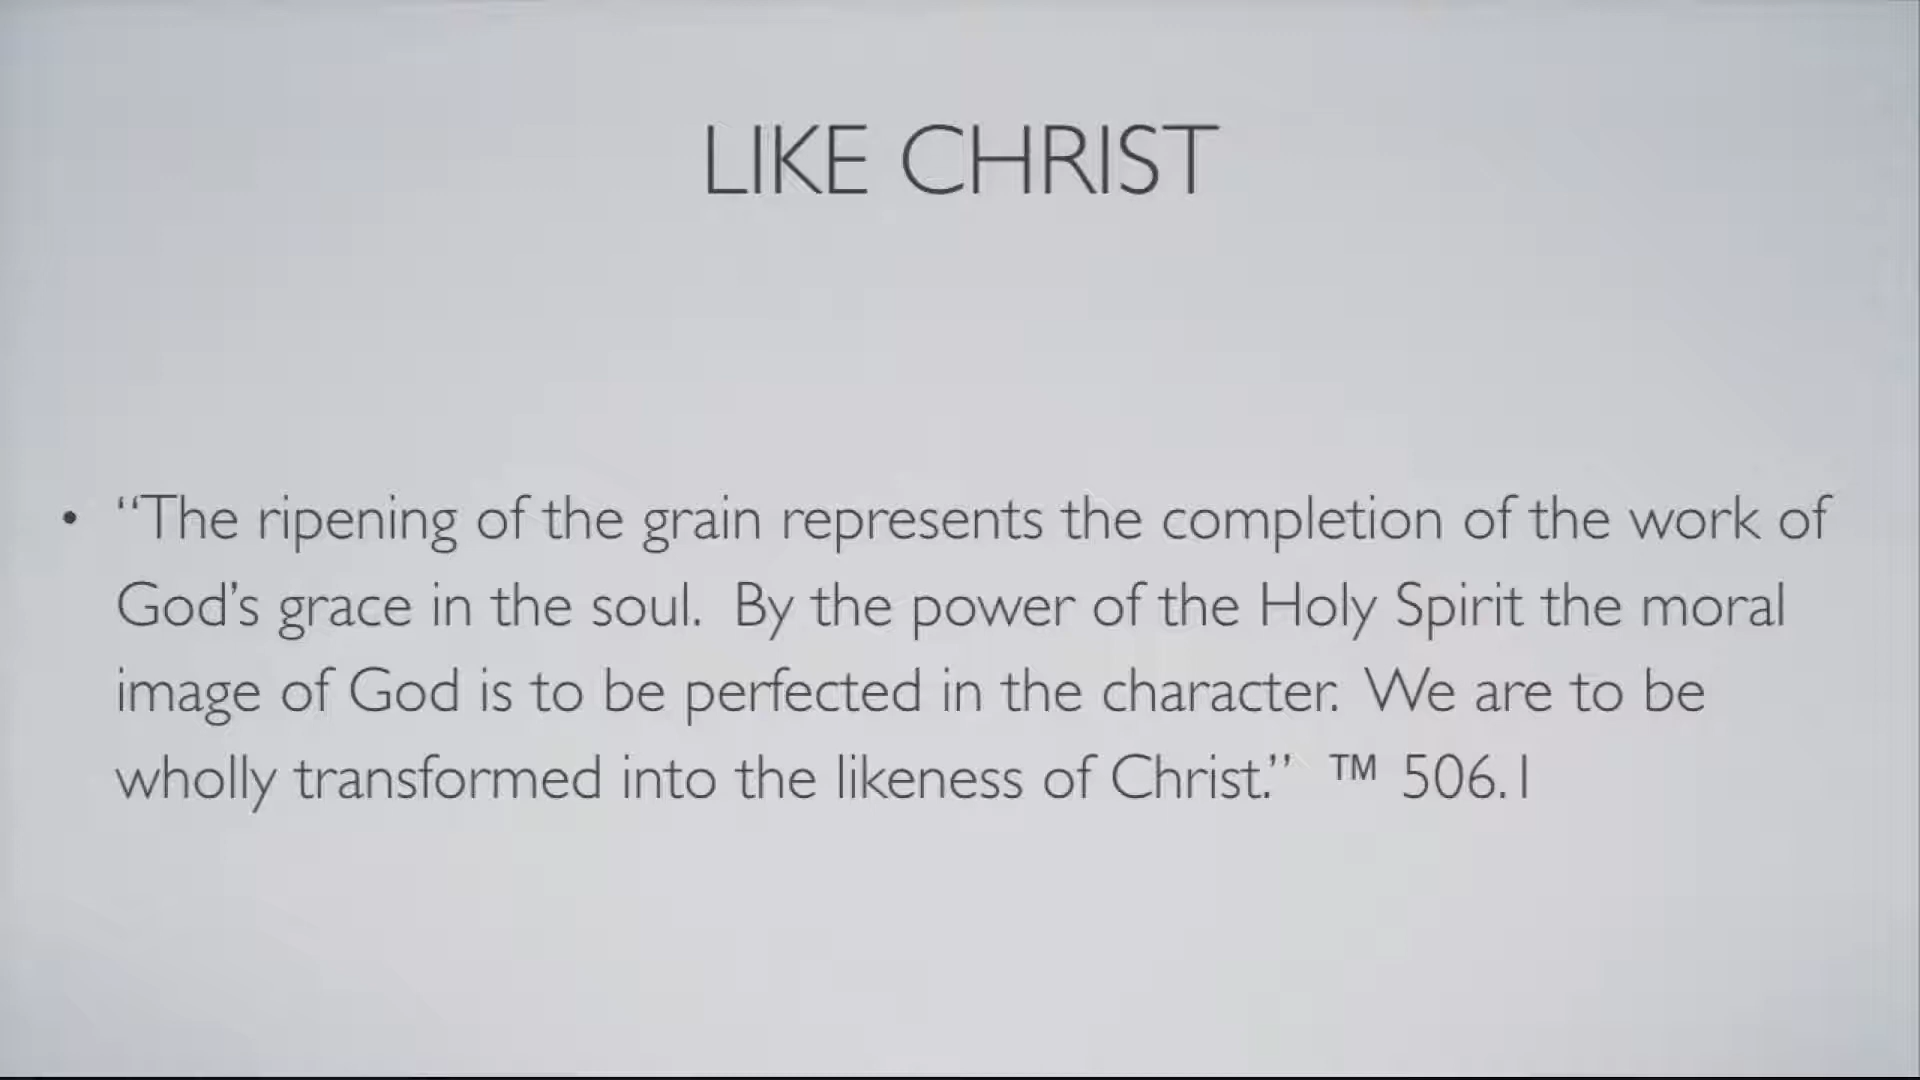 LIKE CHRIST
• “The ripening of the grain represents the completion of the work of
God’s grace in the soul.  By the power of the Holy Spirit the moral
image of God is to be perfected in the character.  We are to be
wholly transformed into the likeness of Christ.”  ™ 506.1